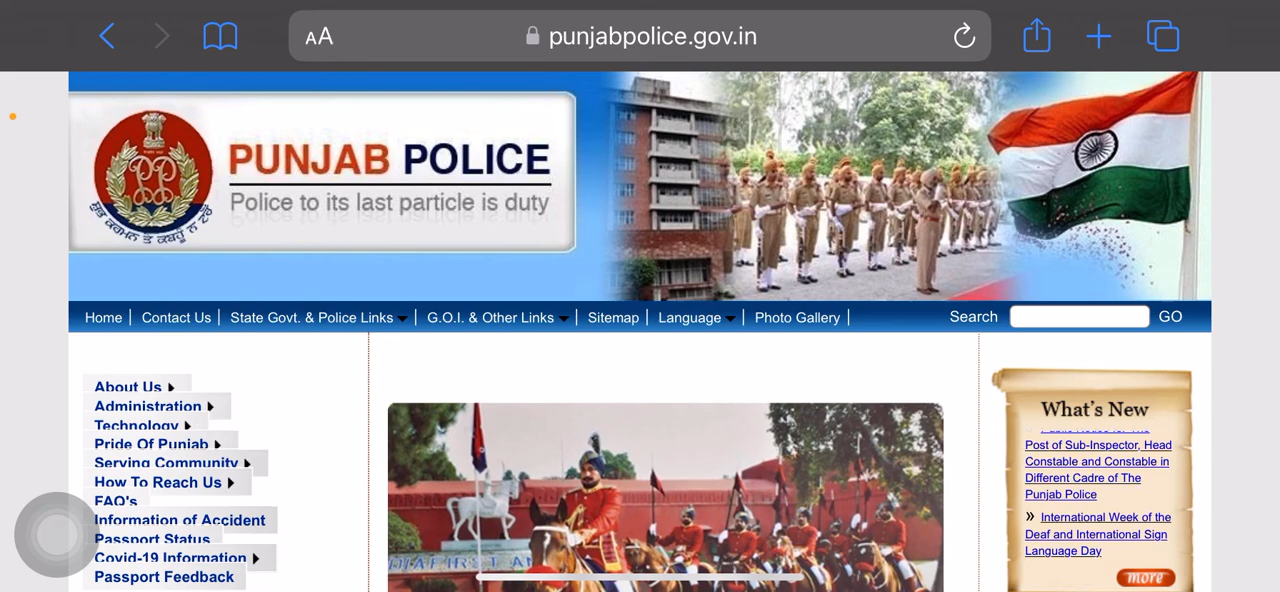 AA
punjabpolice.gov.in
PUNJAB POLICE
Police to its last particle is duty
Home
Contact Us
State Govt. & Police Links
G.O.I. & Other Links
Sitemap
Language
Photo Gallery
Search
GO
About Us
Administration
Technology
Pride Of Punjab
Serving Community
How To Reach Us
FAQ's
Information of Accident
Passport Status
Covid-19 Information
Passport Feedback
What's New
Public Notice for The
Post of Sub-Inspector, Head
Constable and Constable in
Different Cadre of The
Punjab Police
» International Week of the
Deaf and International Sign
Language Day
more